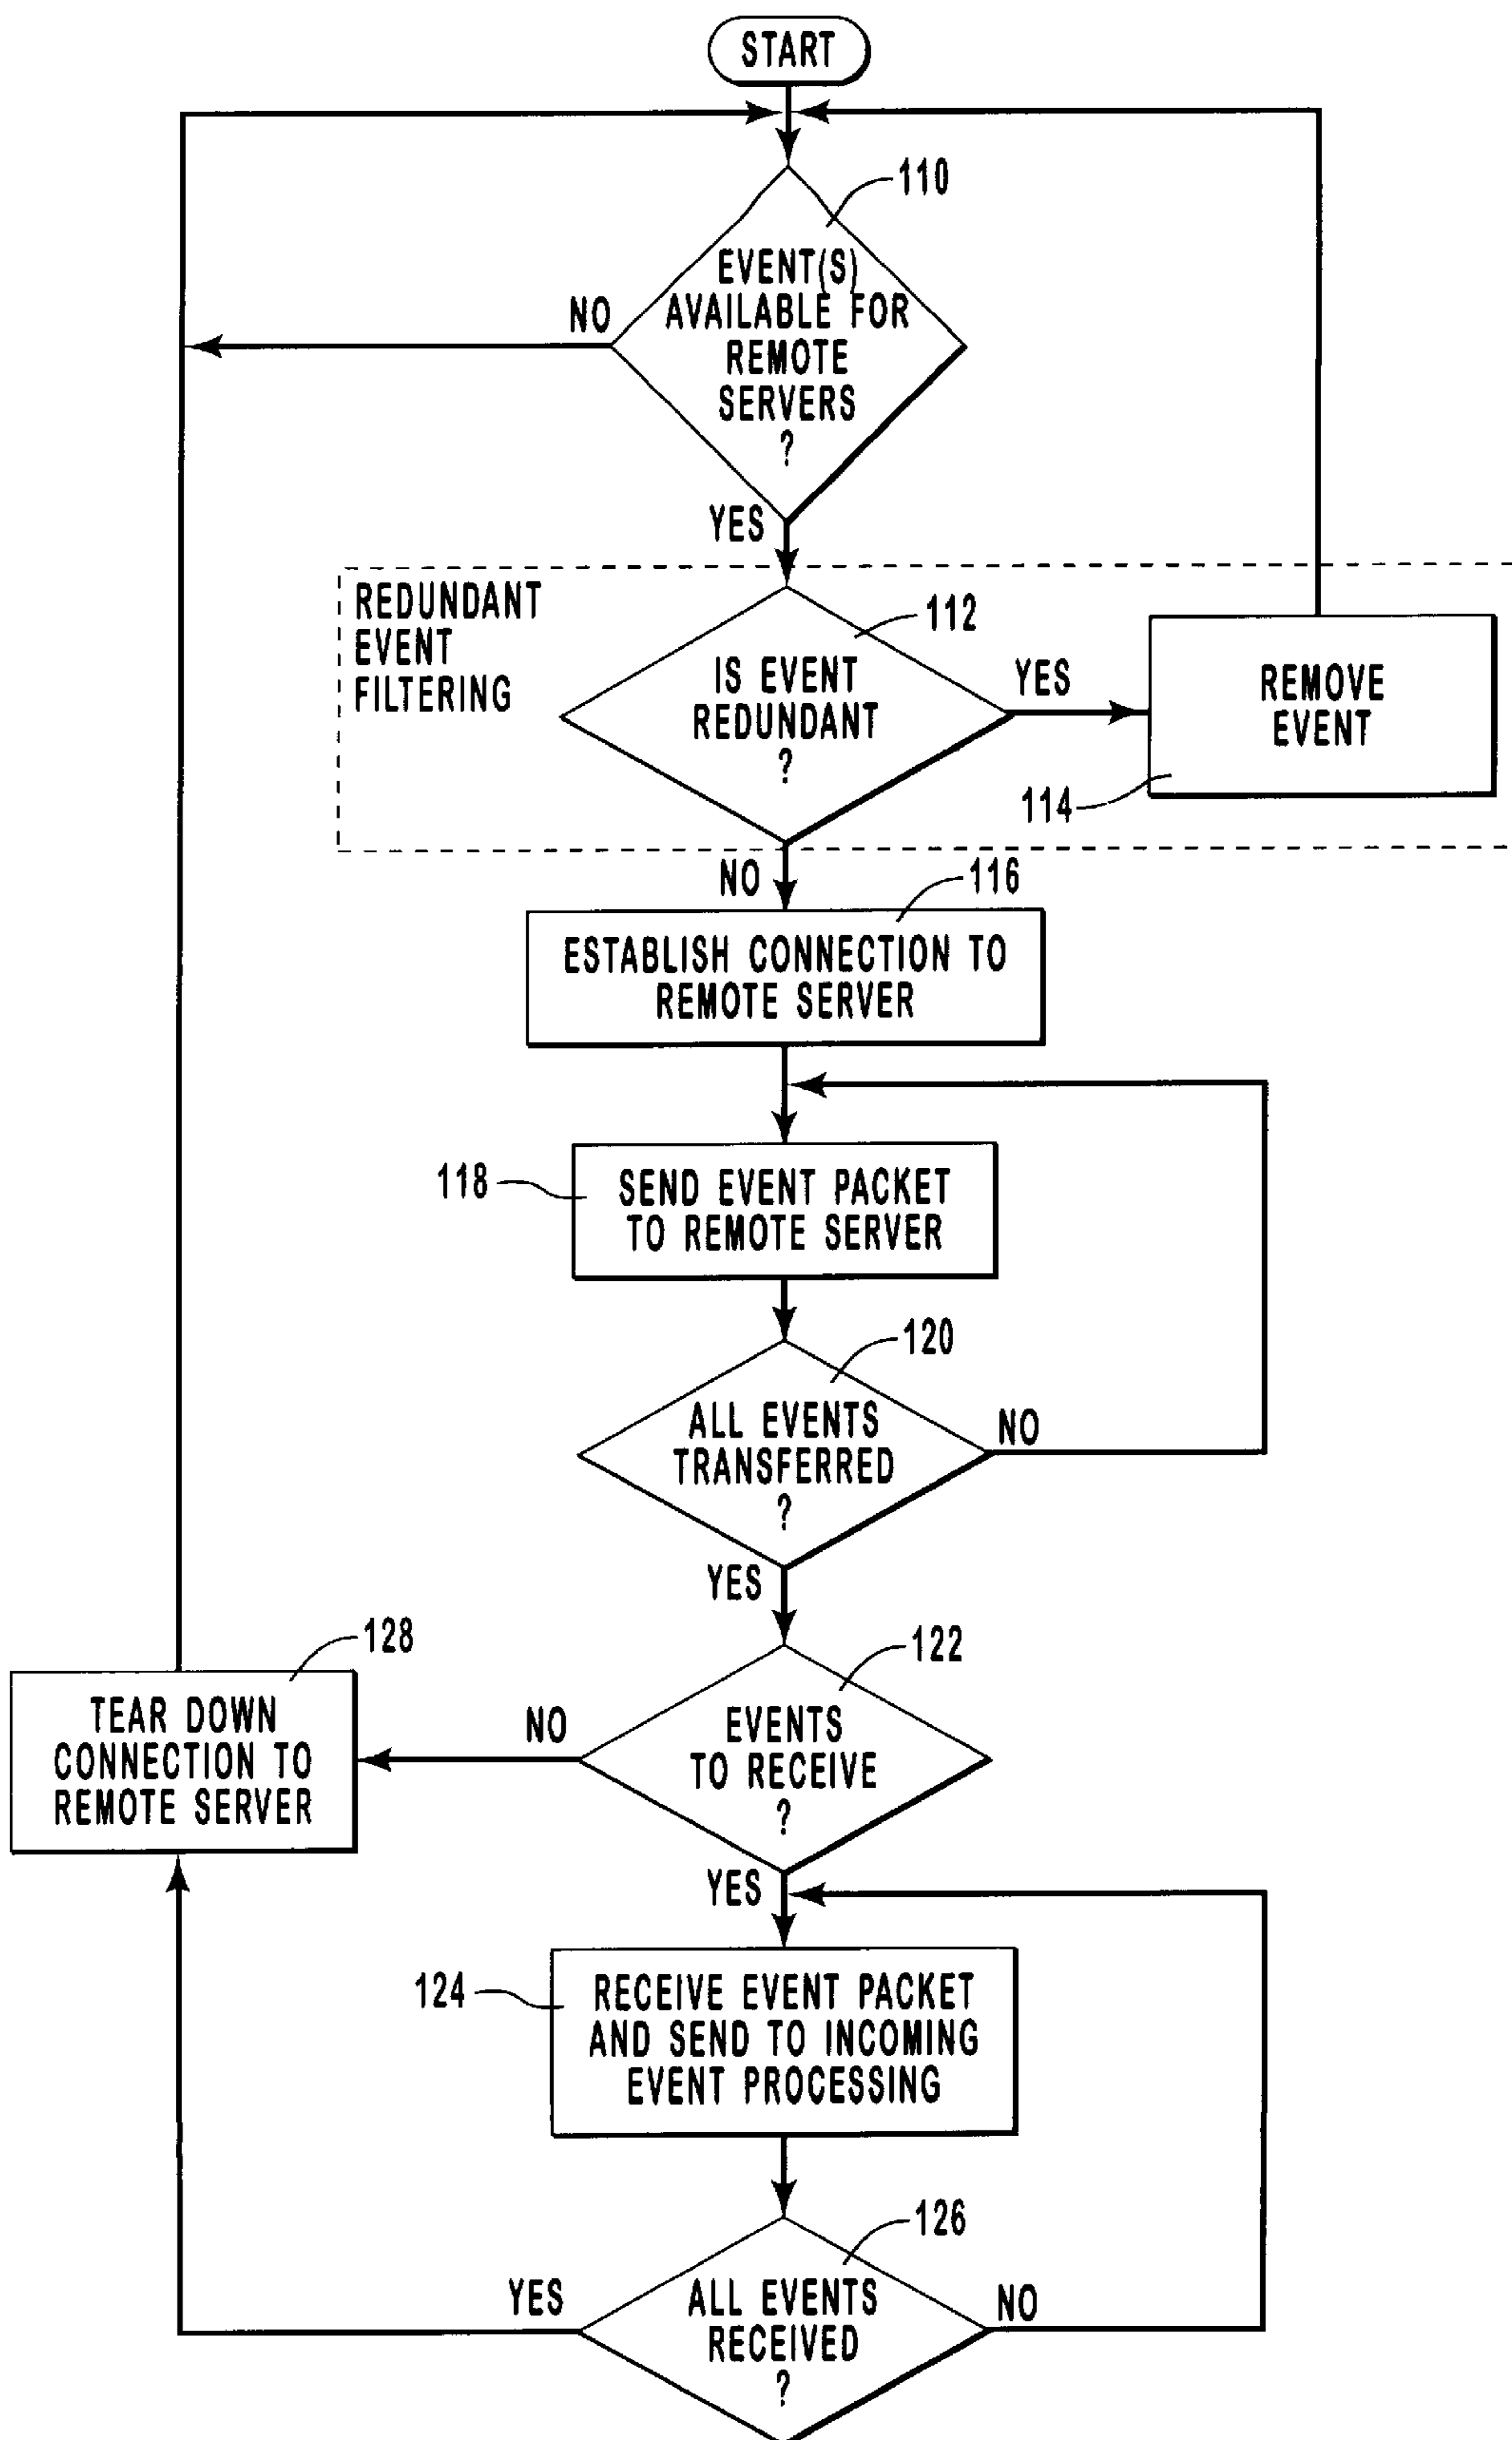 START
110
EVENT(S)
AVAILABLE FOR
REMOTE
SERVERS
?
NO
YES
REDUNDANT
EVENT
FILTERING
112
IS EVENT
REDUNDANT
?
YES
REMOVE
EVENT
114
NO
116
ESTABLISH CONNECTION TO
REMOTE SERVER
118
SEND EVENT PACKET
TO REMOTE SERVER
120
ALL EVENTS
TRANSFERRED
?
NO
YES
128
TEAR DOWN
CONNECTION TO
REMOTE SERVER
NO
122
EVENTS
TO RECEIVE
?
YES
124
RECEIVE EVENT PACKET
AND SEND TO INCOMING
EVENT PROCESSING
126
YES
ALL EVENTS
RECEIVED
?
NO